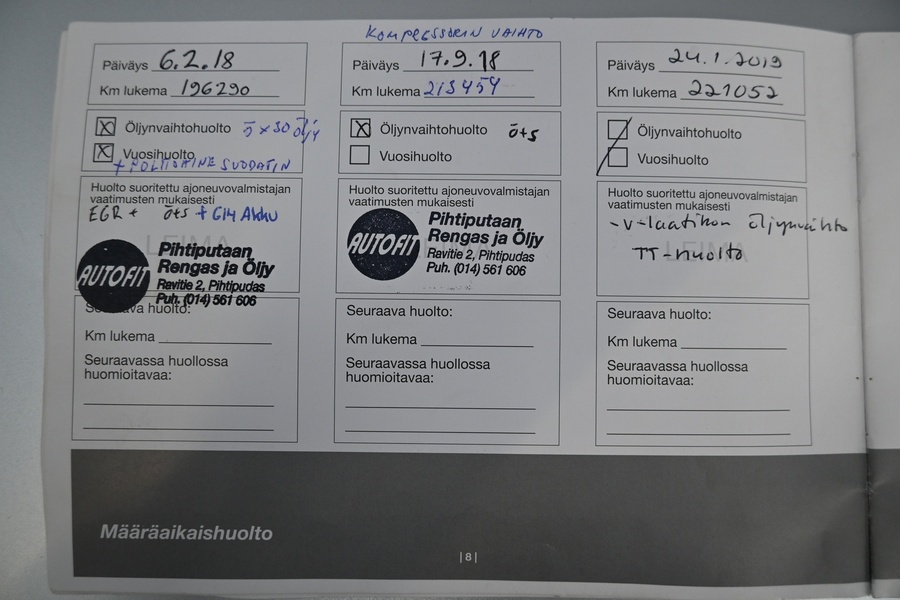 Päiväys 6.2.18
Km lukema 196290
Öljynvaihtohuolto 5x30 öljy
Vuosihuolto
+ POLTTOAINE SUODATIN
Huolto suoritettu ajoneuvovalmistajan
vaatimusten mukaisesti
EGR + ö+s + Akku
LEIMA
AUTOFIT
Pihtiputaan
Rengas ja Öljy
Ravitie 2, Pihtipudas
Puh. (014) 561 606
Seuraava huolto:
Km lukema
Seuraavassa huollossa
huomioitavaa:
KOMPRESSORIN VAIHTO
Päiväys 17.9.18
Km lukema 213454
Öljynvaihtohuolto ö+s
Vuosihuolto
Huolto suoritettu ajoneuvovalmistajan
vaatimusten mukaisesti
AUTOFIT
Pihtiputaan
Rengas ja Öljy
Ravitie 2, Pihtipudas
Puh. (014) 561 606
Seuraava huolto:
Km lukema
Seuraavassa huollossa
huomioitavaa:
Päiväys 24.1.2019
Km lukema 221052
Öljynvaihtohuolto
Vuosihuolto
Huolto suoritettu ajoneuvovalmistajan
vaatimusten mukaisesti
-V-laatikon öljynvaihto
LEIMA
TT-huolto
Seuraava huolto:
Km lukema
Seuraavassa huollossa
huomioitavaa:
Määräaikaishuolto
| 8 |